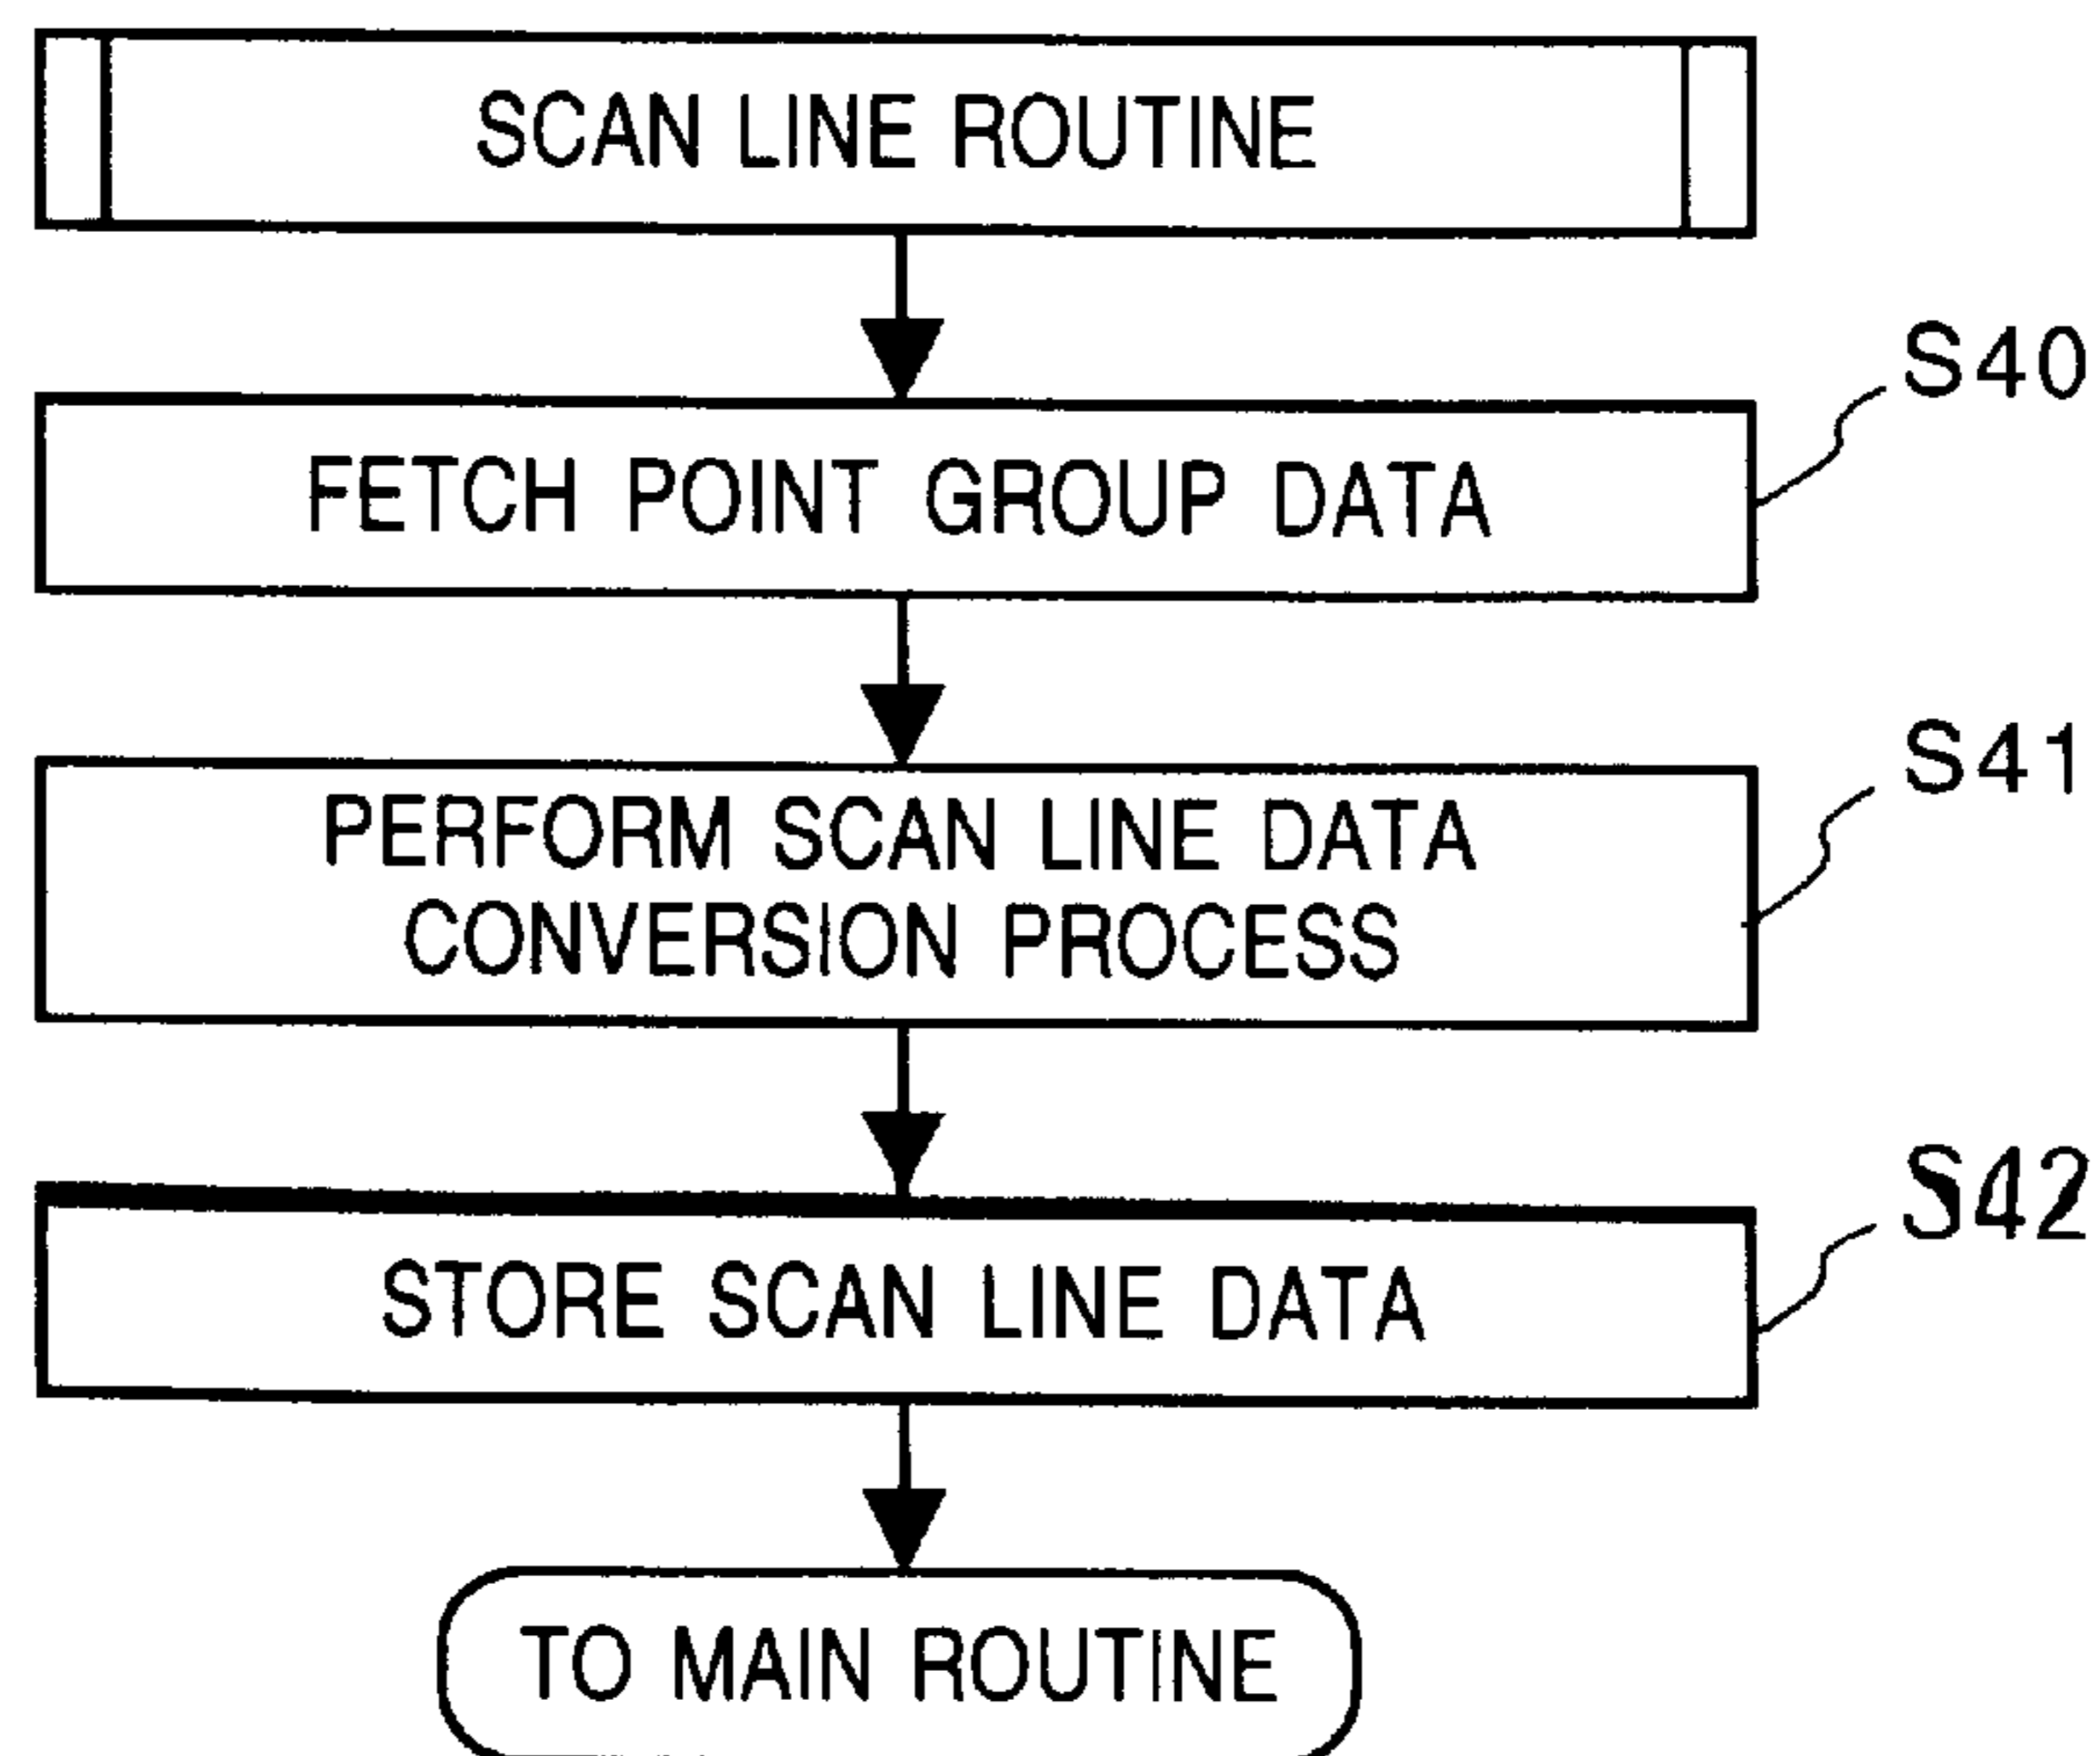 SCAN LINE ROUTINE
S40
FETCH POINT GROUP DATA
S41
PERFORM SCAN LINE DATA
CONVERSION PROCESS
S42
STORE SCAN LINE DATA
TO MAIN ROUTINE